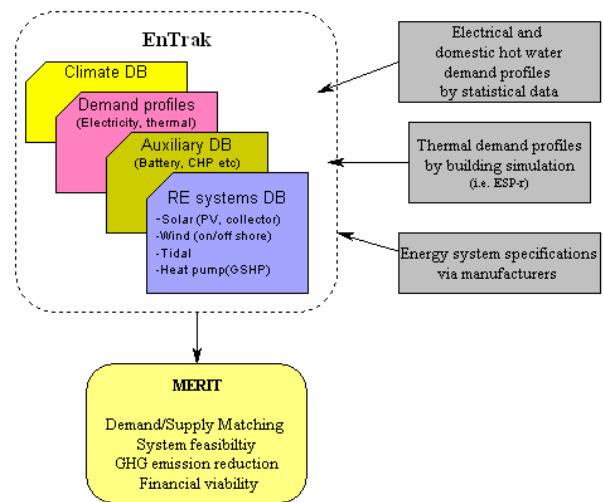 EnTrak
Climate DB
Demand profiles
(Electricity, thermal)
Auxiliary DB
(Battery, CHP etc)
RE systems DB
-Solar (PV, collector)
-Wind (on/off shore)
-Tidal
-Heat pump(GSHP)
Electrical and
domestic hot water
demand profiles
by statistical data
Thermal demand profiles
by building simulation
(i.e. ESP-r)
Energy system specifications
via manufacturers
MERIT
Demand/Supply Matching
System feasibiltiy
GHG emission reduction
Financial viability